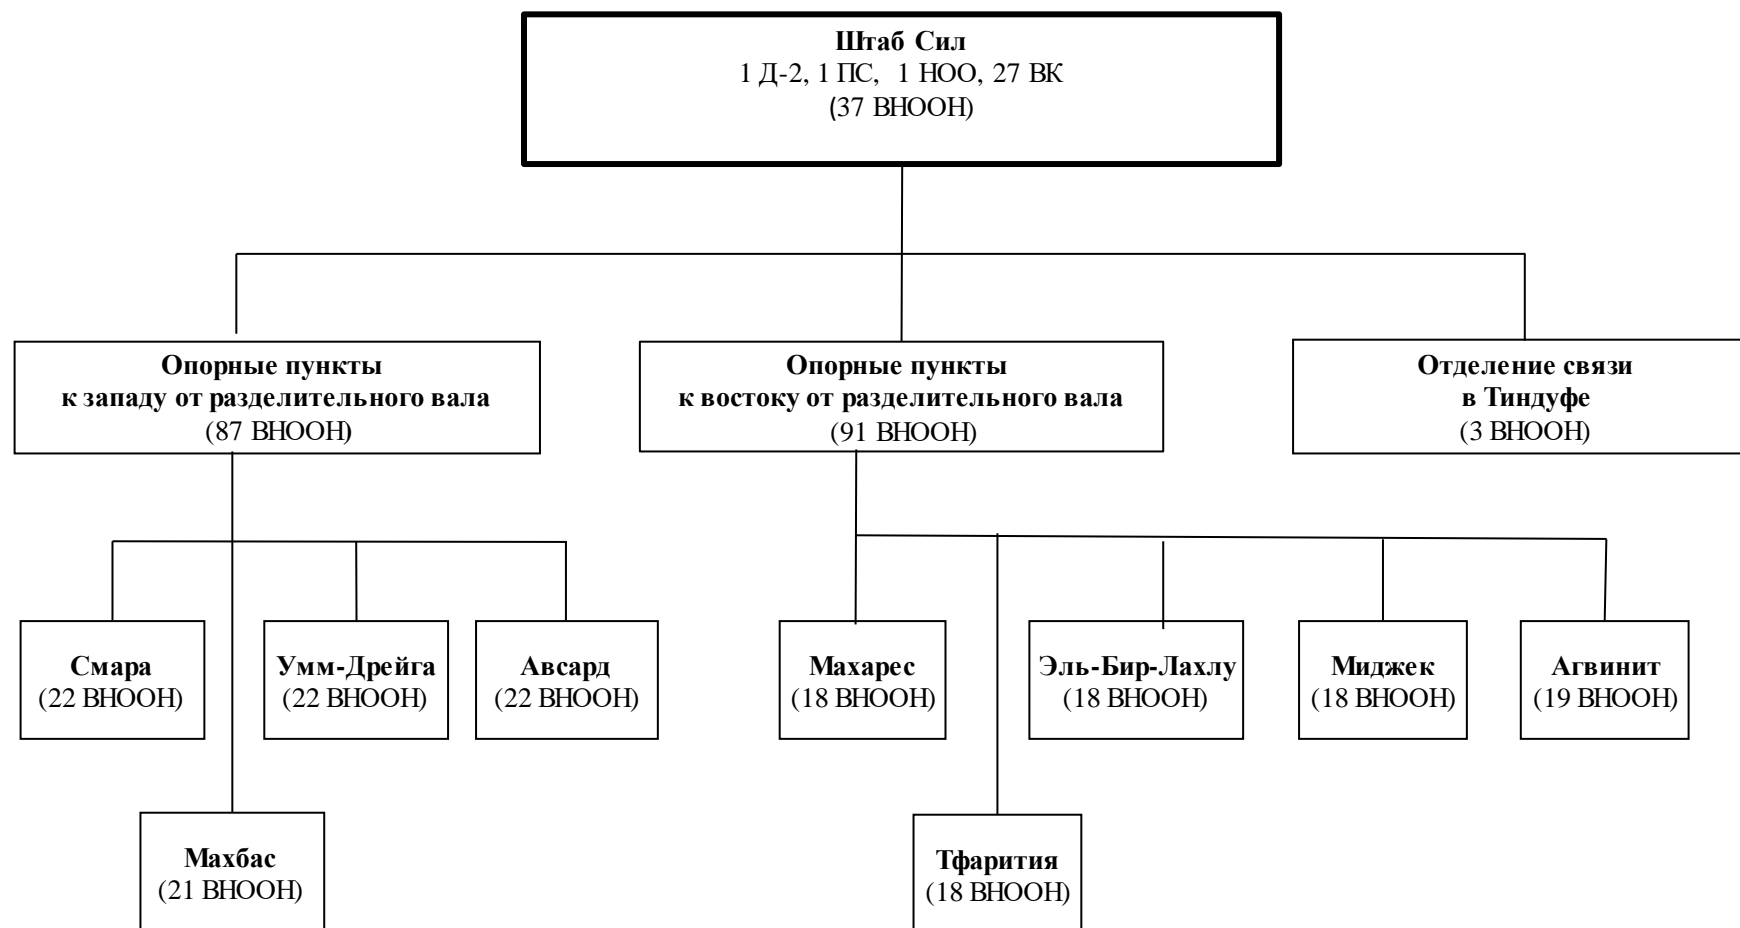 Штаб Сил
1 Д-2, 1 ПС, 1 НОО, 27 ВК
(37 ВНООН)
Опорные пункты
к западу от разделительного вала
(87 ВНООН)
Опорные пункты
к востоку от разделительного вала
(91 ВНООН)
Отделение связи
в Тиндуфе
(3 ВНООН)
Смара
(22 ВНООН)
Умм-Дрейга
(22 ВНООН)
Авсард
(22 ВНООН)
Махарес
(18 ВНООН)
Эль-Бир-Лахлу
(18 ВНООН)
Миджек
(18 ВНООН)
Агвинит
(19 ВНООН)
Махбас
(21 ВНООН)
Тфарития
(18 ВНООН)